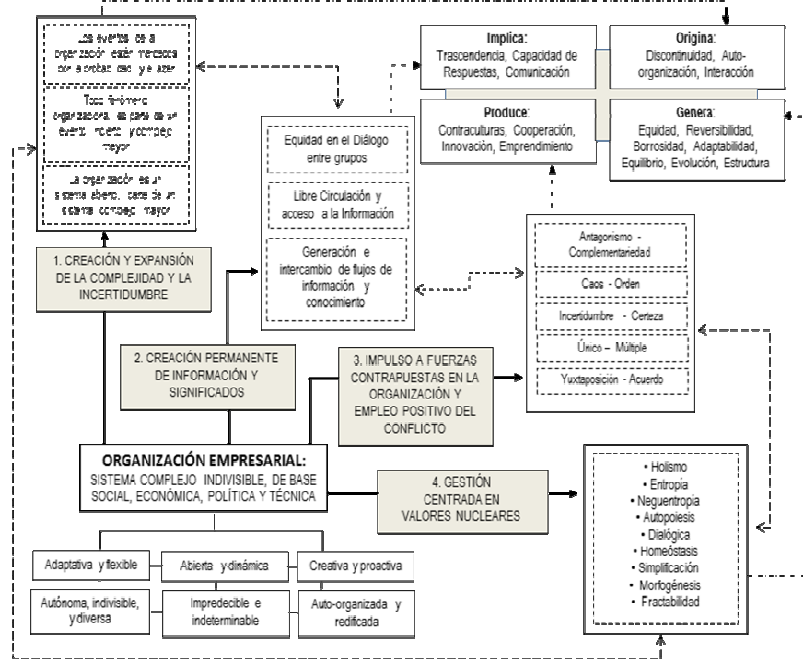 Los eventos de la
organización están marcados
por
Todo fenómeno
organizacional es parte de un
evento complejo
mayor
La organización es un
sistema abierto, parte de un
sistema complejo mayor
1. CREACIÓN Y EXPANSIÓN
DE LA COMPLEJIDAD Y LA
INCERTIDUMBRE
Equidad en el Diálogo
entre grupos
Libre Circulación y
acceso a la Información
Generación e
intercambio de flujos de
información y
conocimiento
Implica:
Trascendencia, Capacidad de
Respuestas, Comunicación
Origina:
Discontinuidad, Auto-
organización, Interacción
Produce:
Contraculturas, Cooperación,
Innovación, Emprendimiento
Genera:
Equidad, Reversibilidad,
Borrosidad, Adaptabilidad,
Equilibrio, Evolución, Estructura
Antagonismo -
Complementariedad
Caos - Orden
Incertidumbre - Certeza
Único – Múltiple
Yuxtaposición - Acuerdo
2. CREACIÓN PERMANENTE
DE INFORMACIÓN Y
SIGNIFICADOS
3. IMPULSO A FUERZAS
CONTRAPUESTAS EN LA
ORGANIZACIÓN Y
EMPLEO POSITIVO DEL
CONFLICTO
ORGANIZACIÓN EMPRESARIAL:
SISTEMA COMPLEJO INDIVISIBLE, DE BASE
SOCIAL, ECONÓMICA, POLÍTICA Y TÉCNICA
4. GESTIÓN
CENTRADA EN
VALORES NUCLEARES
• Holismo
• Entropia
• Neguentropia
• Autopoiesis
• Dialógica
• Homeóstasis
• Simplificación
• Morfogénesis
• Fractabilidad
Adaptativa y flexible
Abierta y dinámica
Creativa y proactiva
Autónoma, indivisible,
y diversa
Impredecible e
indeterminable
Auto-organizada y
redificada